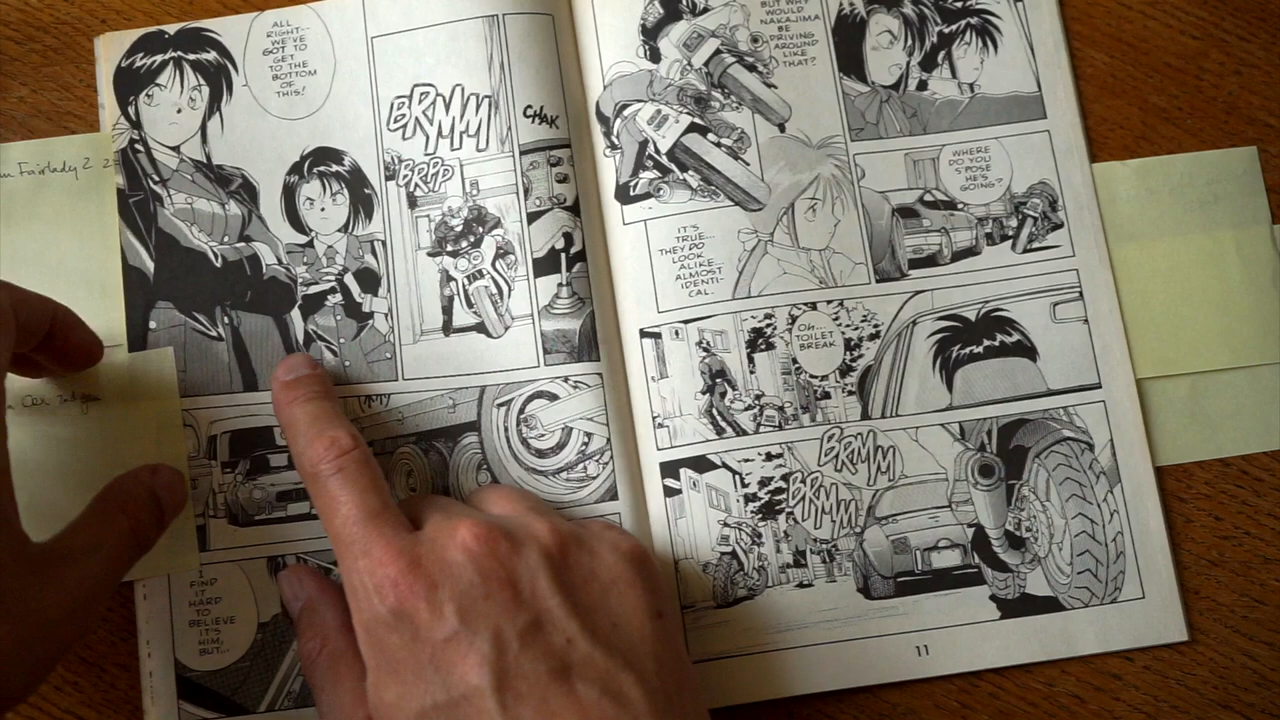 ALL
RIGHT--
WE'VE
GOT TO
GET
TO THE
BOTTOM
OF
THIS!
BRMM
BRPP
CHAK
Fairlady Z
I
FIND
IT
HARD
TO
BELIEVE
IT'S
HIM,
BUT...
BUT WHY
WOULD
NAKAJIMA
BE
DRIVING
AROUND
LIKE
THAT?
IT'S
TRUE...
THEY DO
LOOK
ALIKE...
ALMOST
IDENTI-
CAL.
WHERE
DO YOU
S'POSE
HE'S
GOING?
OH...
TOILET
BREAK
BRMM
BRMM
11